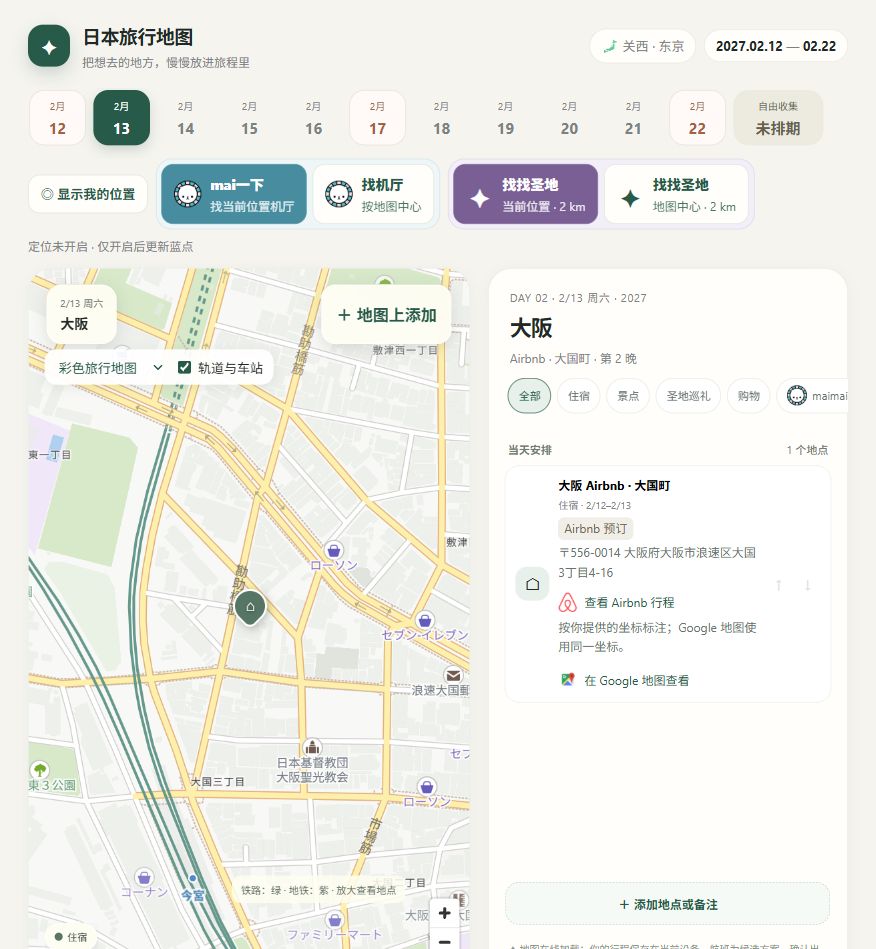 日本旅行地图
把想去的地方，慢慢放进旅程里
关西 · 东京
2027.02.12 — 02.22
2月
12
2月
13
2月
14
2月
15
2月
16
2月
17
2月
18
2月
19
2月
20
2月
21
2月
22
自由收集
未排期
◎ 显示我的位置
mai一下
找当前位置机厅
找机厅
按地图中心
找找圣地
当前位置 · 2 km
找找圣地
地图中心 · 2 km
定位未开启 · 仅开启后更新蓝点
2/13 周六
大阪
+ 地图上添加
彩色旅行地图
轨道与车站
勘助橋筋
敷津西一丁目
東一丁目
敷津
ローソン
勘助
セブン-イレブン
浪速大国郵
日本基督教団
大阪聖光教会
セブ
東３公園
大国三丁目
ローソン
市場筋
コーナン
今宮
铁路：绿 · 地铁：紫 · 放大查看地点
二丁目
大阪
ファミリーマート
住宿
+
−
DAY 02 · 2/13 周六 · 2027
大阪
Airbnb · 大国町 · 第 2 晚
全部
住宿
景点
圣地巡礼
购物
maimai
当天安排
1 个地点
大阪 Airbnb · 大国町
住宿 · 2/12–2/13
Airbnb 预订
〒556-0014 大阪府大阪市浪速区大国
3丁目4-16
↑ ↓
查看 Airbnb 行程
按你提供的坐标标注；Google 地图使
用同一坐标。
在 Google 地图查看
+ 添加地点或备注